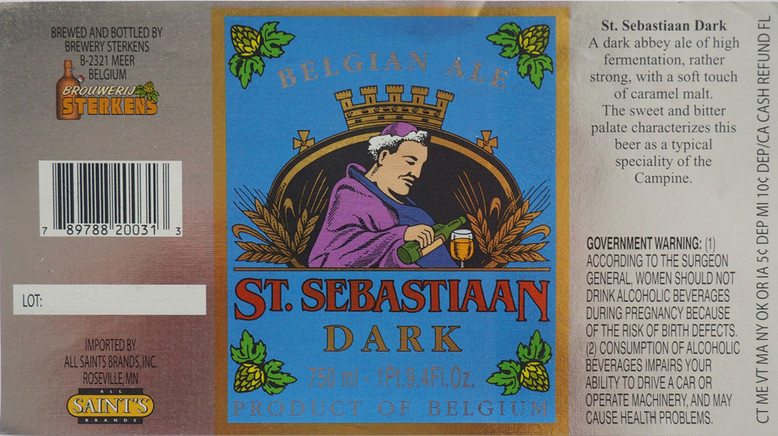 BREWED AND BOTTLED BY
BREWERY STERKENS
B-2321 MEER
BELGIUM
BROUWERIJ
STERKENS
7 89788 20031 3
LOT:
IMPORTED BY
ALL SAINTS BRANDS, INC.
ROSEVILLE, MN
ALL
SAINT'S
BRANDS
BELGIAN ALE
ST. SEBASTIAAN
DARK
750 ml - 1Pt.9.4Fl.Oz.
PRODUCT OF BELGIUM
St. Sebastiaan Dark
A dark abbey ale of high
fermentation, rather
strong, with a soft touch
of caramel malt.
The sweet and bitter
palate characterizes this
beer as a typical
speciality of the
Campine.
GOVERNMENT WARNING: (1)
ACCORDING TO THE SURGEON
GENERAL, WOMEN SHOULD NOT
DRINK ALCOHOLIC BEVERAGES
DURING PREGNANCY BECAUSE
OF THE RISK OF BIRTH DEFECTS.
(2) CONSUMPTION OF ALCOHOLIC
BEVERAGES IMPAIRS YOUR
ABILITY TO DRIVE A CAR OR
OPERATE MACHINERY, AND MAY
CAUSE HEALTH PROBLEMS.
CT ME VT MA NY OK OR IA 5¢ DEP MI 10¢ DEP/CA CASH REFUND FL